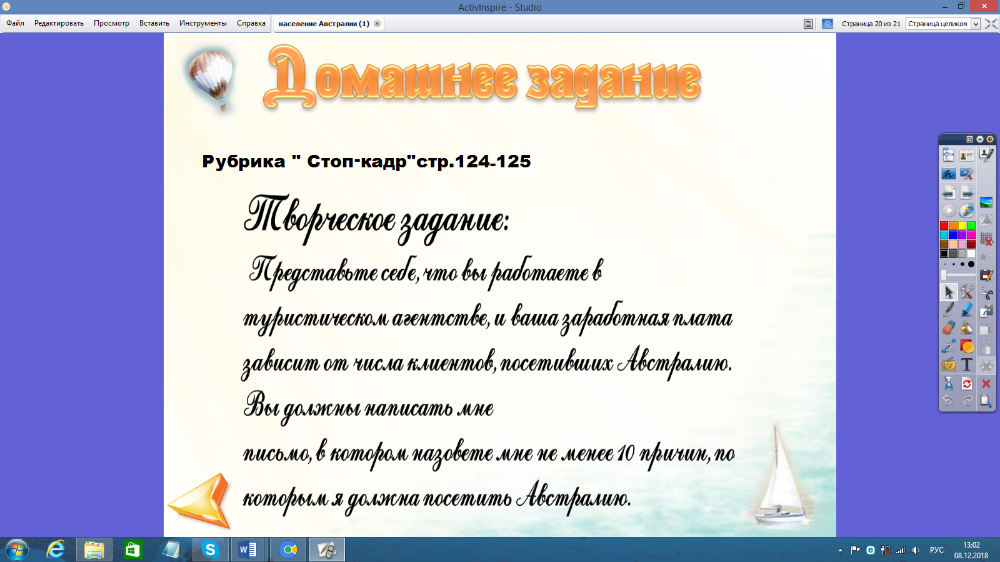 ActivInspire - Studio
Файл Редактировать Просмотр Вставить Инструменты Справка
население Австралии (1)
Страница 20 из 21 Страница целиком
Домашнее задание
Рубрика " Стоп-кадр"стр.124-125
Творческое задание:
Представьте себе, что вы работаете в
туристическом агентстве, и ваша заработная плата
зависит от числа клиентов, посетивших Австралию.
Вы должны написать мне
письмо, в котором назовете мне не менее 10 причин, по
которым я должна посетить Австралию.
РУС
13:02
08.12.2018